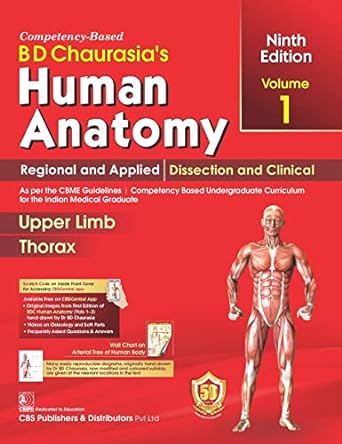 Competency-Based
B D Chaurasia's
Human
Anatomy
Ninth
Edition
Volume
1
Regional and Applied | Dissection and Clinical
As per the CBME Guidelines | Competency Based Undergraduate Curriculum
for the Indian Medical Graduate
Upper Limb
Thorax
Scratch Code on Inside Front Cover
For Accessing CBSiCentral App
Available Free on CBSiCentral App
• Original images from First Edition of
BDC Human Anatomy (Vols 1–3)
hand-drawn by Dr BD Chaurasia
• Videos on Osteology and Soft Parts
• Frequently Asked Questions & Answers
Wall Chart on
Arterial Tree of Human Body
Many easily reproducible diagrams, originally hand-drawn
by Dr BD Chaurasia, now modified and coloured suitably,
are given at the relevant locations in the text
50
CBSPD
Dedicated to Education
CBS Publishers & Distributors Pvt Ltd